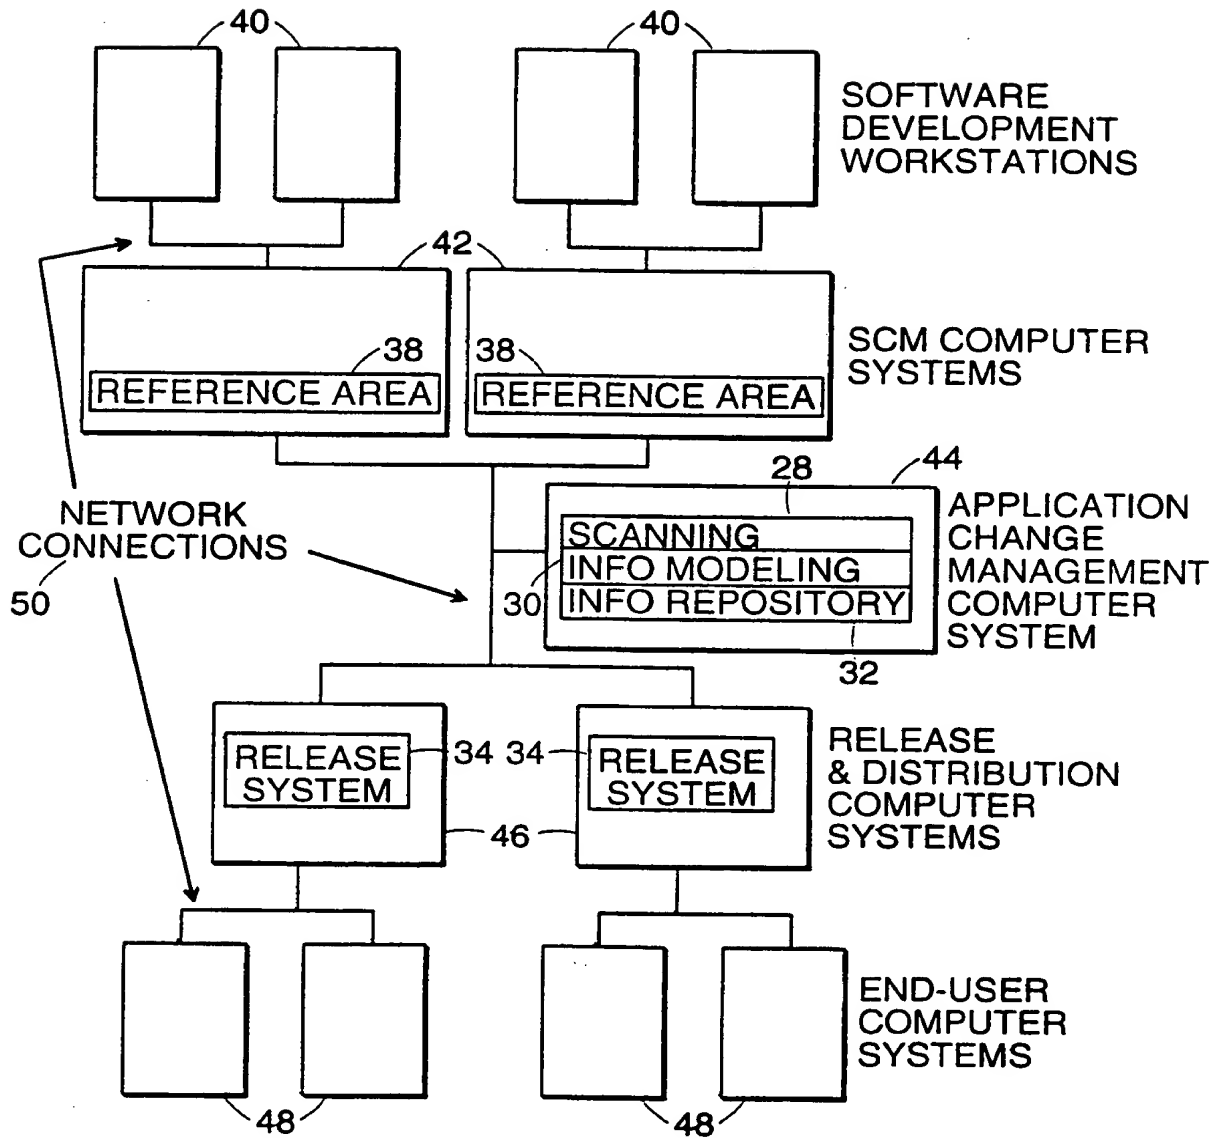 40
40
SOFTWARE
DEVELOPMENT
WORKSTATIONS
42
38
38
REFERENCE AREA
REFERENCE AREA
SCM COMPUTER
SYSTEMS
28
44
NETWORK
CONNECTIONS
50
SCANNING
INFO MODELING
INFO REPOSITORY
30
32
APPLICATION
CHANGE
MANAGEMENT
COMPUTER
SYSTEM
RELEASE
SYSTEM
34
34
RELEASE
SYSTEM
46
RELEASE
& DISTRIBUTION
COMPUTER
SYSTEMS
END-USER
COMPUTER
SYSTEMS
48
48